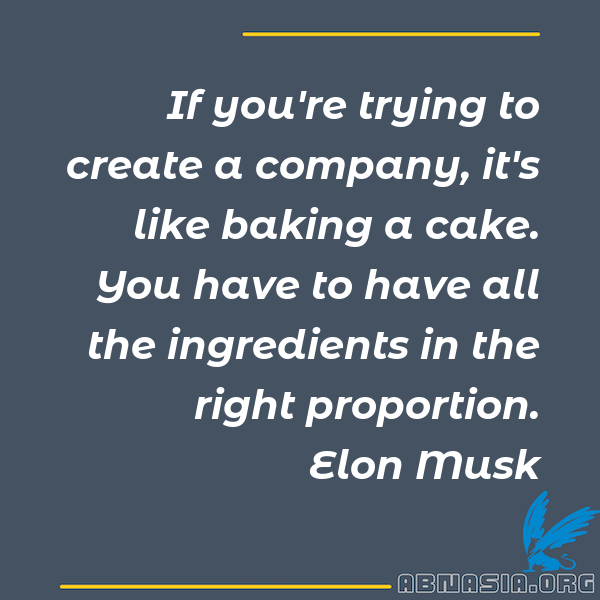 If you're trying to
create a company, it's
like baking a cake.
You have to have all
the ingredients in the
right proportion.
Elon Musk
ABNASIA.ORG